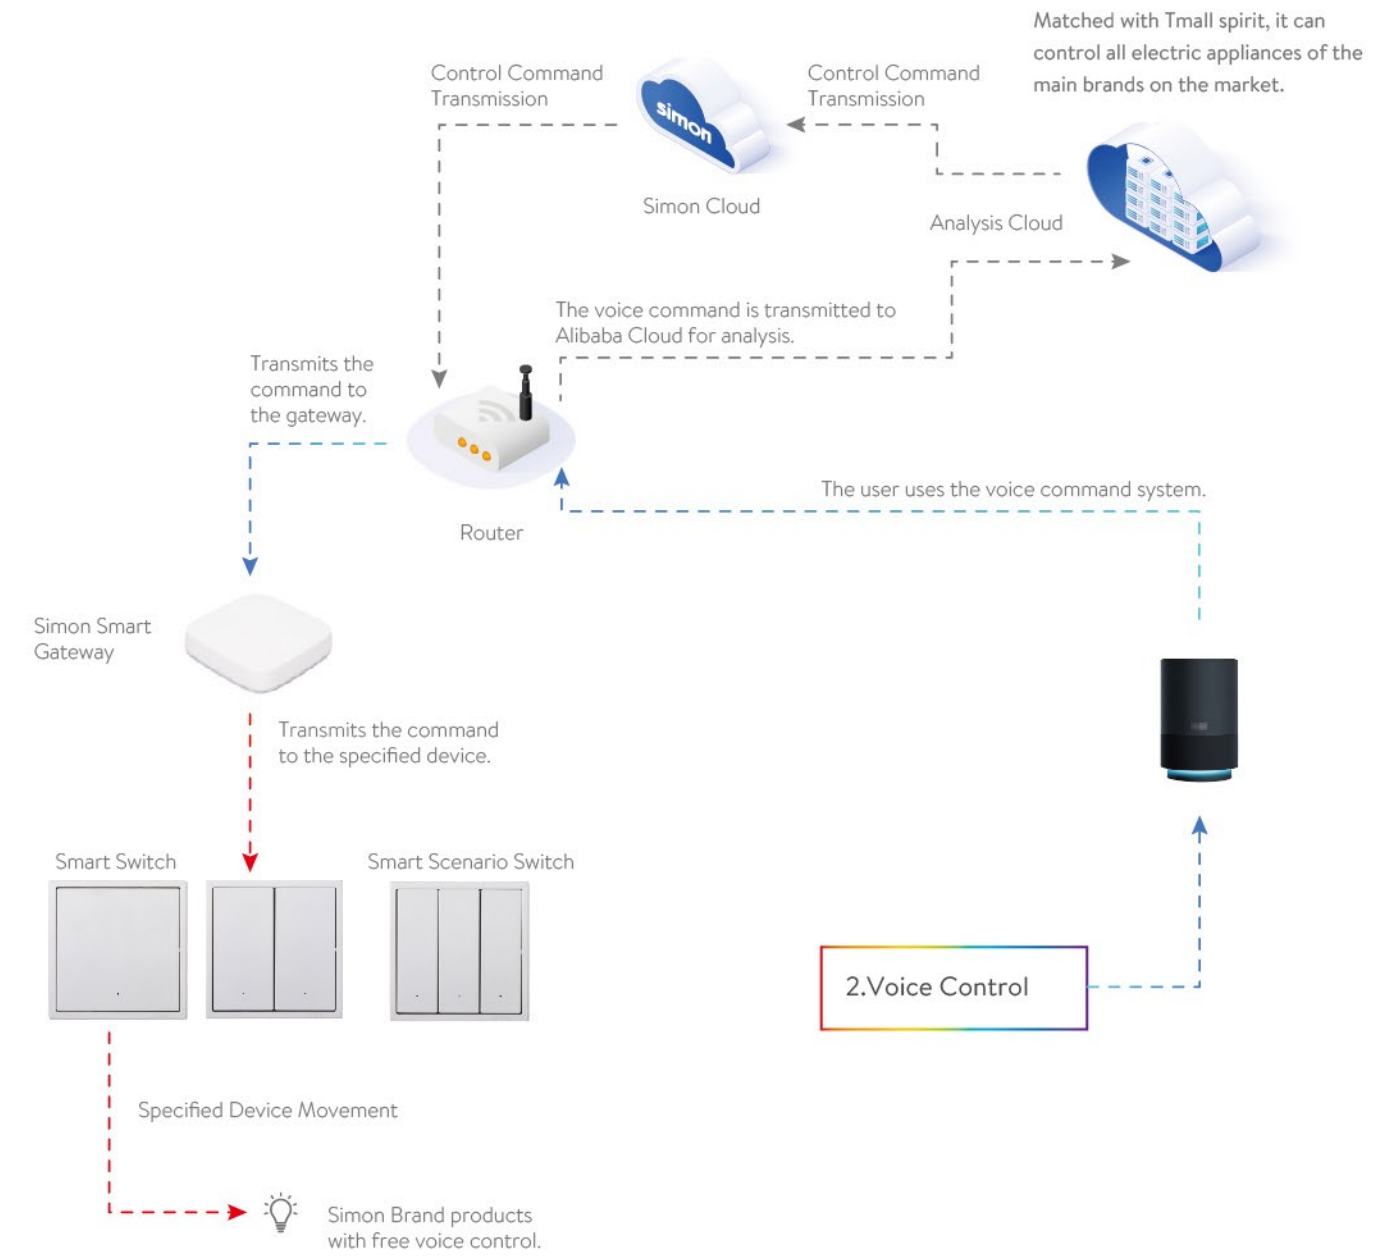 Matched with Tmall spirit, it can
control all electric appliances of the
main brands on the market.
Control Command
Transmission
simon
Control Command
Transmission
Simon Cloud
Analysis Cloud
The voice command is transmitted to
Alibaba Cloud for analysis.
Transmits the
command to
the gateway.
Router
The user uses the voice command system.
Simon Smart
Gateway
Transmits the command
to the specified device.
Smart Switch
Smart Scenario Switch
2.Voice Control
Specified Device Movement
Simon Brand products
with free voice control.